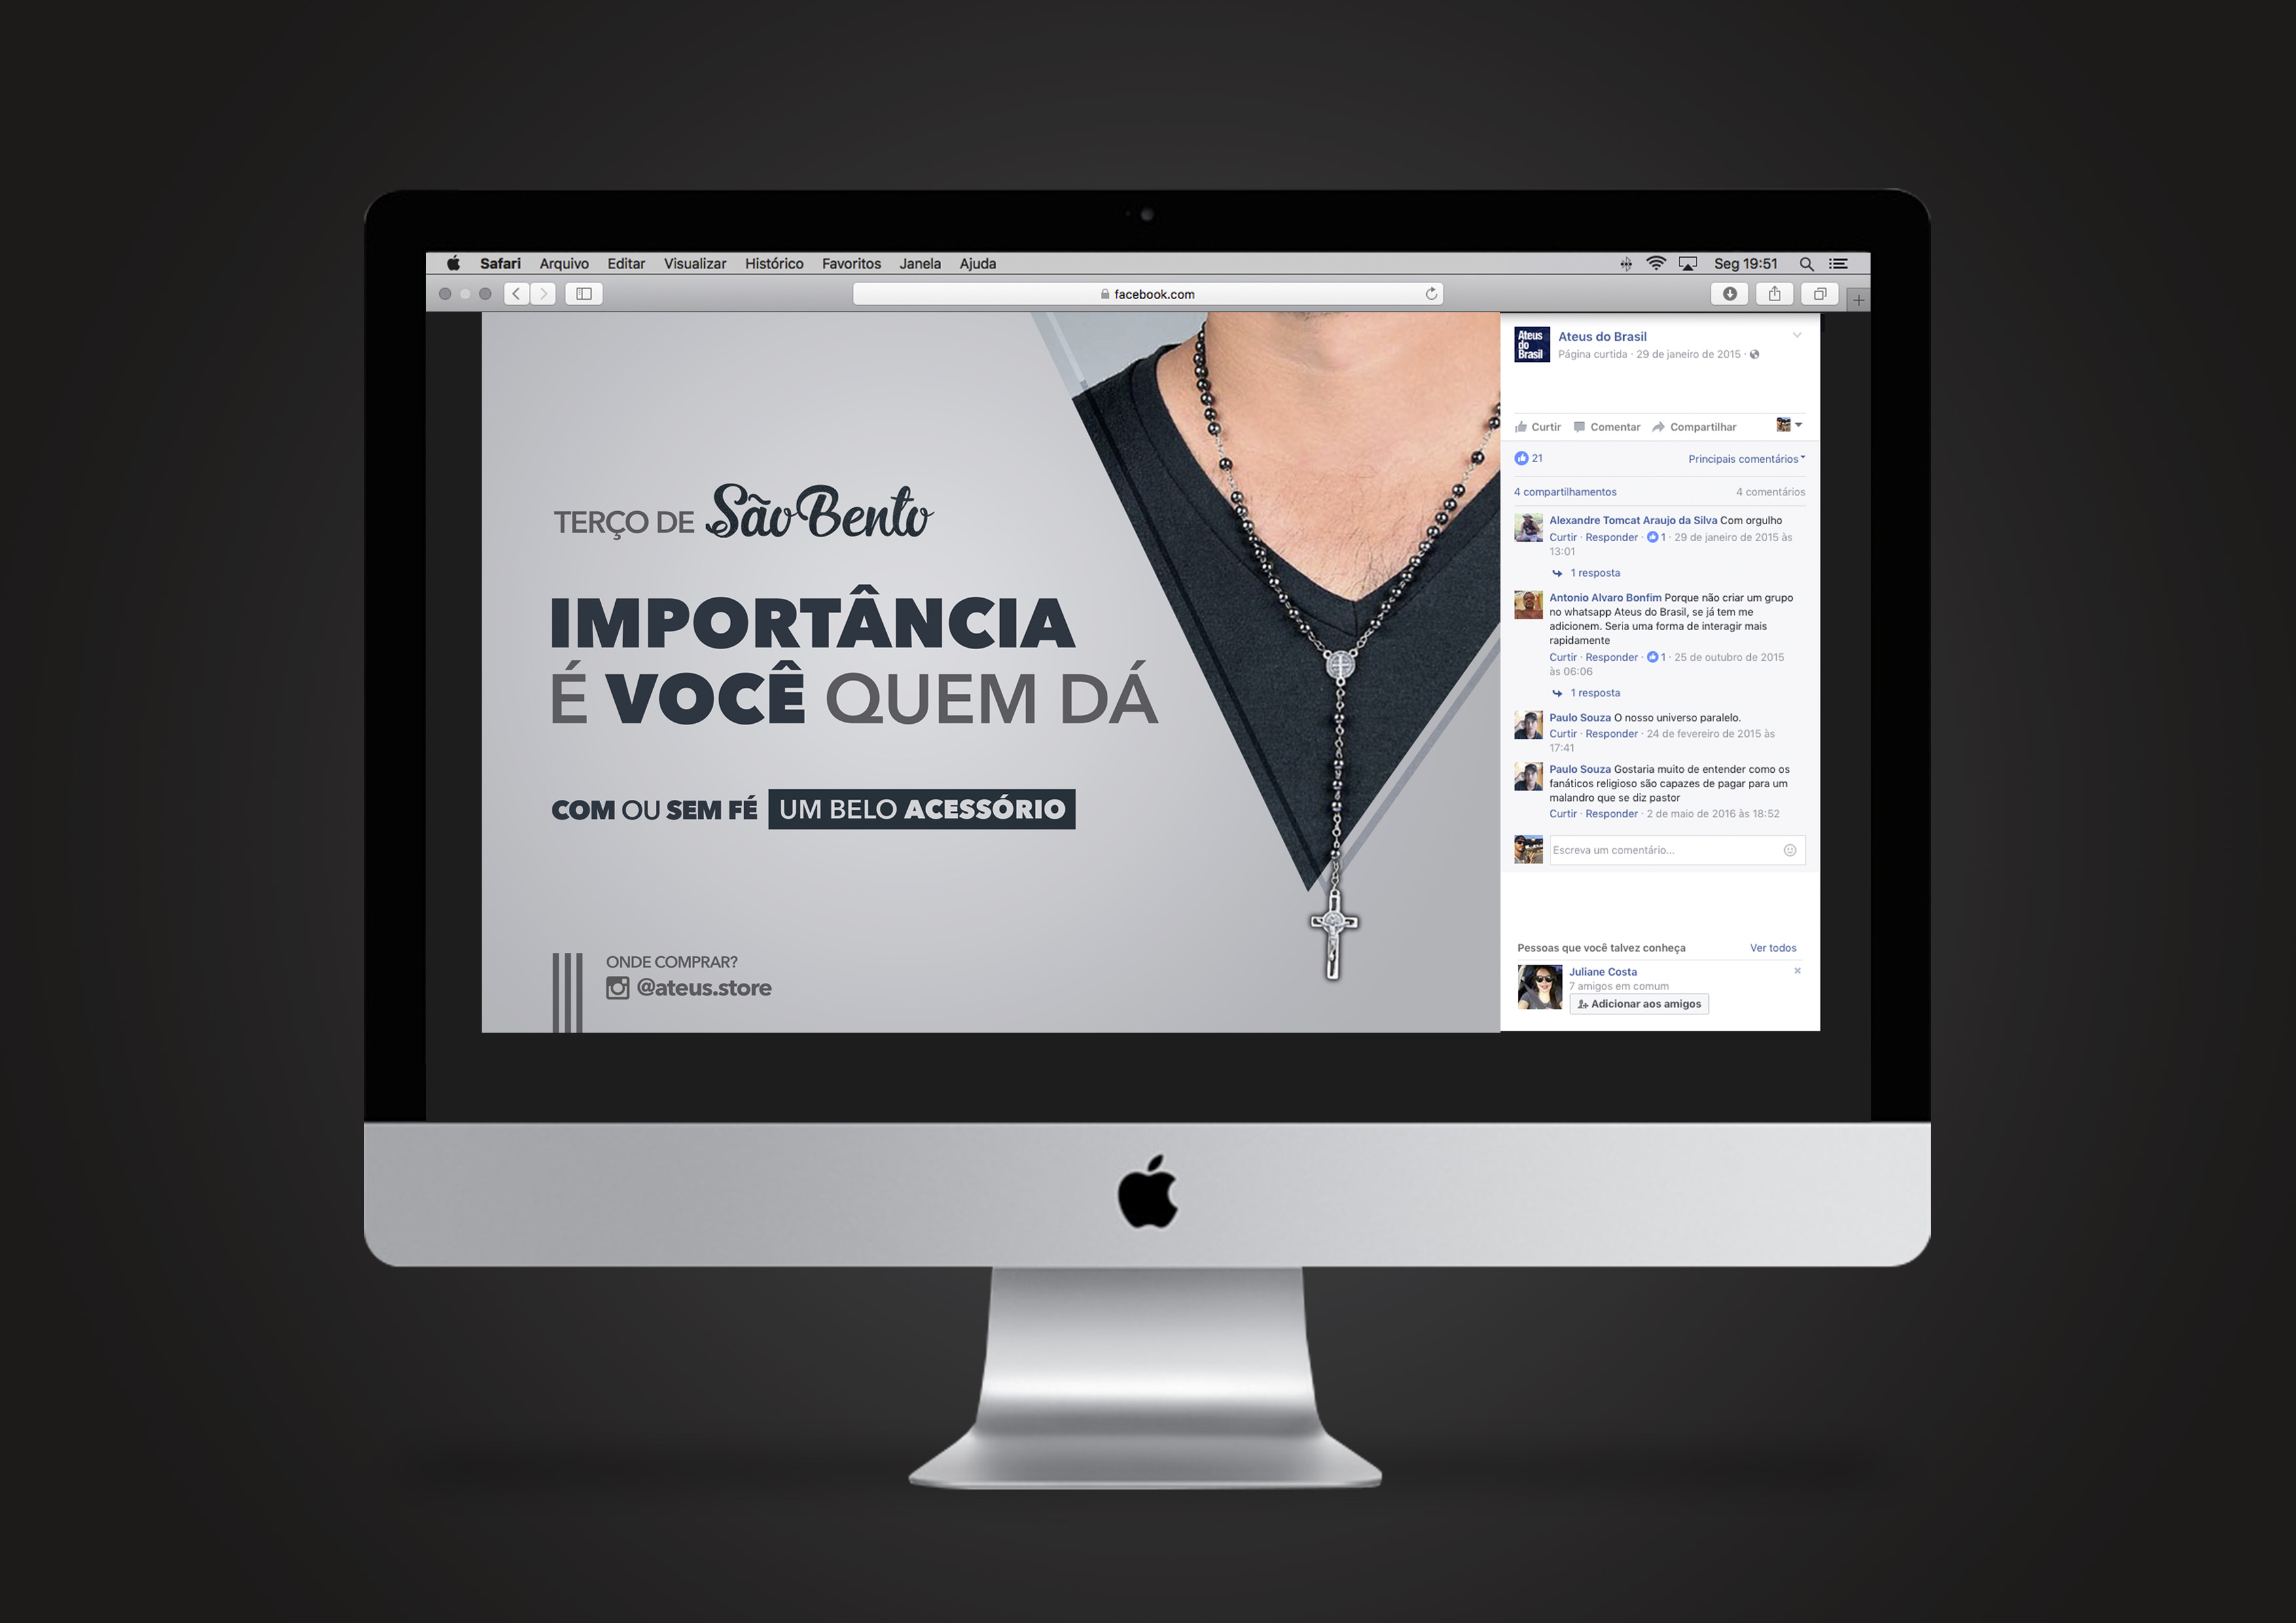 Safari Arquivo Editar Visualizar Histórico Favoritos Janela Ajuda Seg 19:51
facebook.com
TERÇO DE São Bento
IMPORTÂNCIA
É VOCÊ QUEM DÁ
COM OU SEM FÉ UM BELO ACESSÓRIO
ONDE COMPRAR?
@ateus.store
Ateus
do
Brasil
Ateus do Brasil
Página curtida · 29 de janeiro de 2015 ·
Curtir Comentar Compartilhar
21 Principais comentários
4 compartilhamentos 4 comentários
Alexandre Tomcat Araujo da Silva Com orgulho
Curtir · Responder · 1 · 29 de janeiro de 2015 às
13:01
1 resposta
Antonio Alvaro Bonfim Porque não criar um grupo
no whatsapp Ateus do Brasil, se já tem me
adicionem. Seria uma forma de interagir mais
rapidamente
Curtir · Responder · 1 · 25 de outubro de 2015
às 06:06
1 resposta
Paulo Souza O nosso universo paralelo.
Curtir · Responder · 24 de fevereiro de 2015 às
17:41
Paulo Souza Gostaria muito de entender como os
fanáticos religioso são capazes de pagar para um
malandro que se diz pastor
Curtir · Responder · 2 de maio de 2016 às 18:52
Escreva um comentário...
Pessoas que você talvez conheça Ver todos
Juliane Costa
7 amigos em comum
Adicionar aos amigos